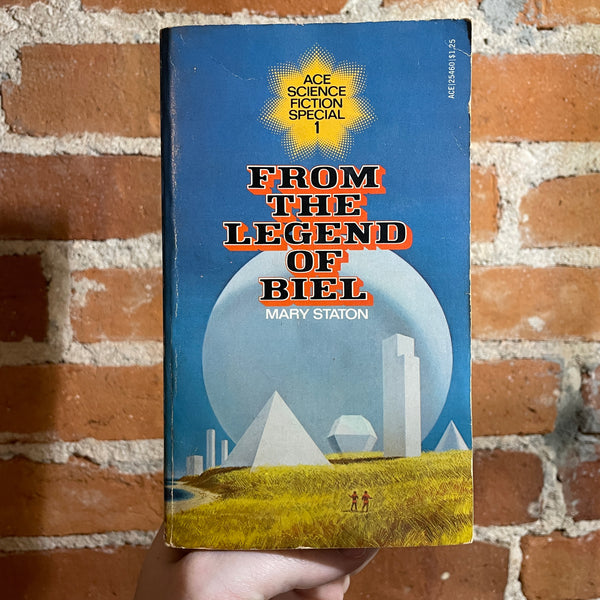 ACE
SCIENCE
FICTION
SPECIAL
1
ACE|25460|$1.25
FROM
THE
LEGEND
OF
BIEL
MARY STATON